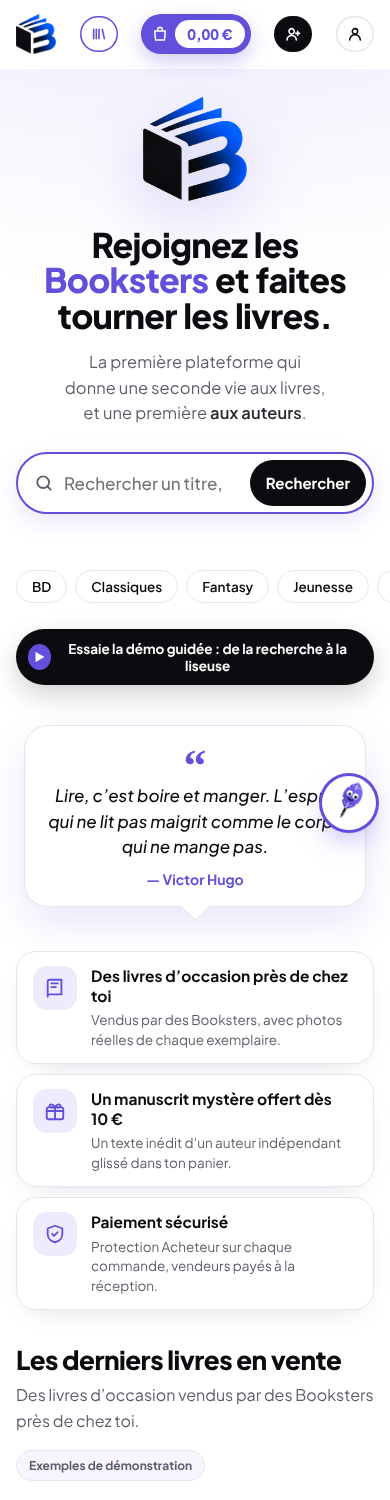 0,00 €
Rejoignez les
Booksters et faites
tourner les livres.
La première plateforme qui
donne une seconde vie aux livres,
et une première aux auteurs.
Rechercher un titre,
Rechercher
BD
Classiques
Fantasy
Jeunesse
Essaie la démo guidée : de la recherche à la
liseuse
“
Lire, c’est boire et manger. L’esp
qui ne lit pas maigrit comme le corp
qui ne mange pas.
— Victor Hugo
Des livres d’occasion près de chez
toi
Vendus par des Booksters, avec photos
réelles de chaque exemplaire.
Un manuscrit mystère offert dès
10 €
Un texte inédit d’un auteur indépendant
glissé dans ton panier.
Paiement sécurisé
Protection Acheteur sur chaque
commande, vendeurs payés à la
réception.
Les derniers livres en vente
Des livres d’occasion vendus par des Booksters
près de chez toi.
Exemples de démonstration